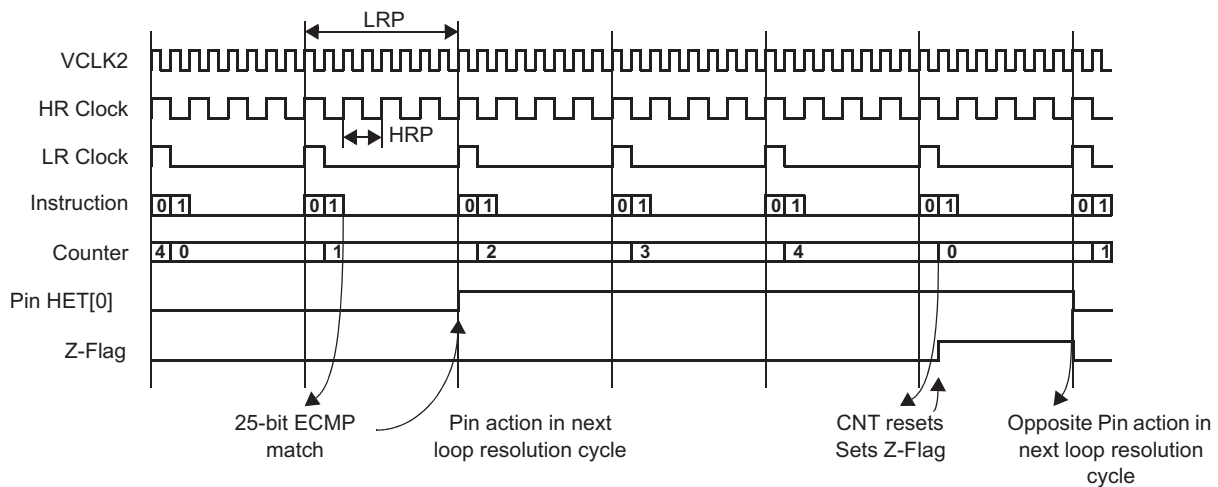 LRP
VCLK2
HR Clock
HRP
LR Clock
Instruction 0 1 0 1 0 1 0 1 0 1 0 1 0 1
Counter 4 0 1 2 3 4 0 1
Pin HET[0]
Z-Flag
25-bit ECMP
match
Pin action in next
loop resolution cycle
CNT resets
Sets Z-Flag
Opposite Pin action in
next loop resolution
cycle